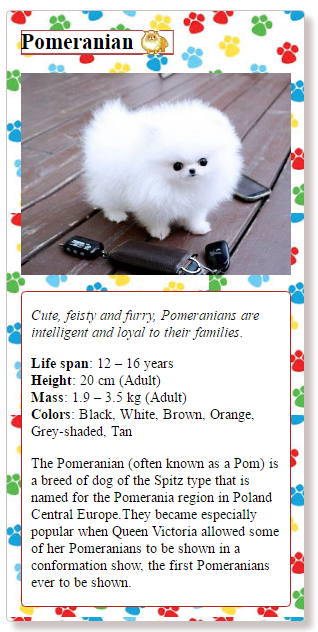 Pomeranian
Cute, feisty and furry, Pomeranians are
intelligent and loyal to their families.
Life span: 12 – 16 years
Height: 20 cm (Adult)
Mass: 1.9 – 3.5 kg (Adult)
Colors: Black, White, Brown, Orange,
Grey-shaded, Tan
The Pomeranian (often known as a Pom) is
a breed of dog of the Spitz type that is
named for the Pomerania region in Poland
Central Europe.They became especially
popular when Queen Victoria allowed some
of her Pomeranians to be shown in a
conformation show, the first Pomeranians
ever to be shown.